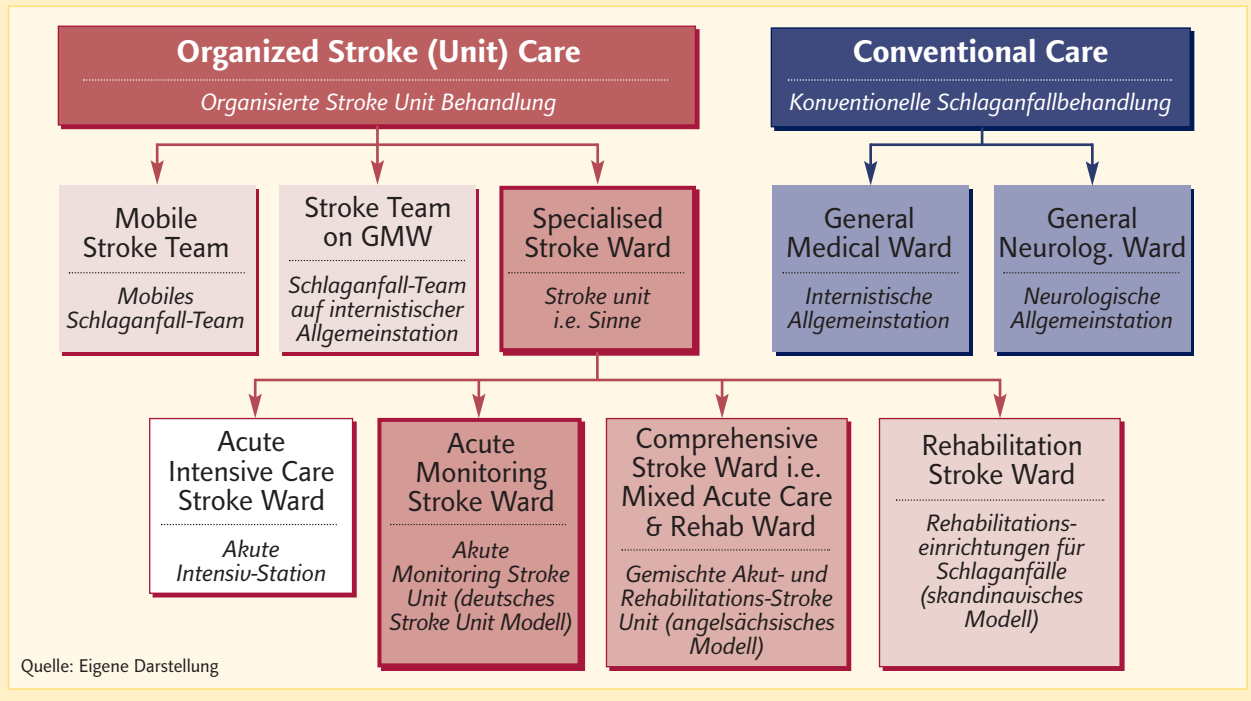 Organized Stroke (Unit) Care
Organisierte Stroke Unit Behandlung
Conventional Care
Konventionelle Schlaganfallbehandlung
Mobile
Stroke Team
Mobiles
Schlaganfall-Team
Stroke Team
on GMW
Schlaganfall-Team
auf internistischer
Allgemeinstation
Specialised
Stroke Ward
Stroke unit
i.e. Sinne
General
Medical Ward
Internistische
Allgemeinstation
General
Neurolog. Ward
Neurologische
Allgemeinstation
Acute
Intensive Care
Stroke Ward
Akute
Intensiv-Station
Acute
Monitoring
Stroke Ward
Akute
Monitoring Stroke
Unit (deutsches
Stroke Unit Modell)
Comprehensive
Stroke Ward i.e.
Mixed Acute Care
& Rehab Ward
Gemischte Akut- und
Rehabilitations-Stroke
Unit (angelsächsisches
Modell)
Rehabilitation
Stroke Ward
Rehabilitations-
einrichtungen für
Schlaganfälle
(skandinavisches
Modell)
Quelle: Eigene Darstellung